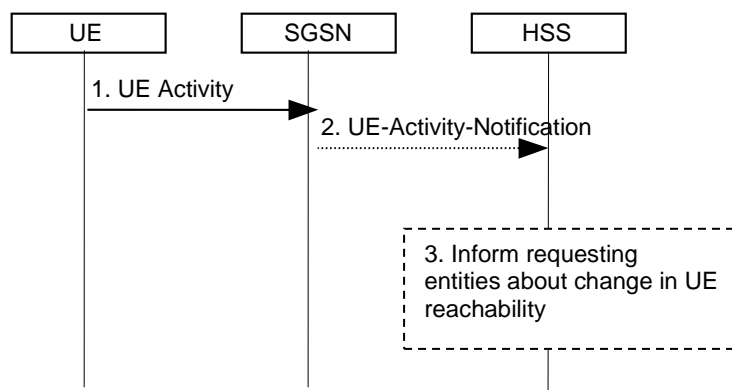 UE
SGSN
HSS
1. UE Activity
2. UE-Activity-Notification
3. Inform requesting
entities about change in UE
reachability